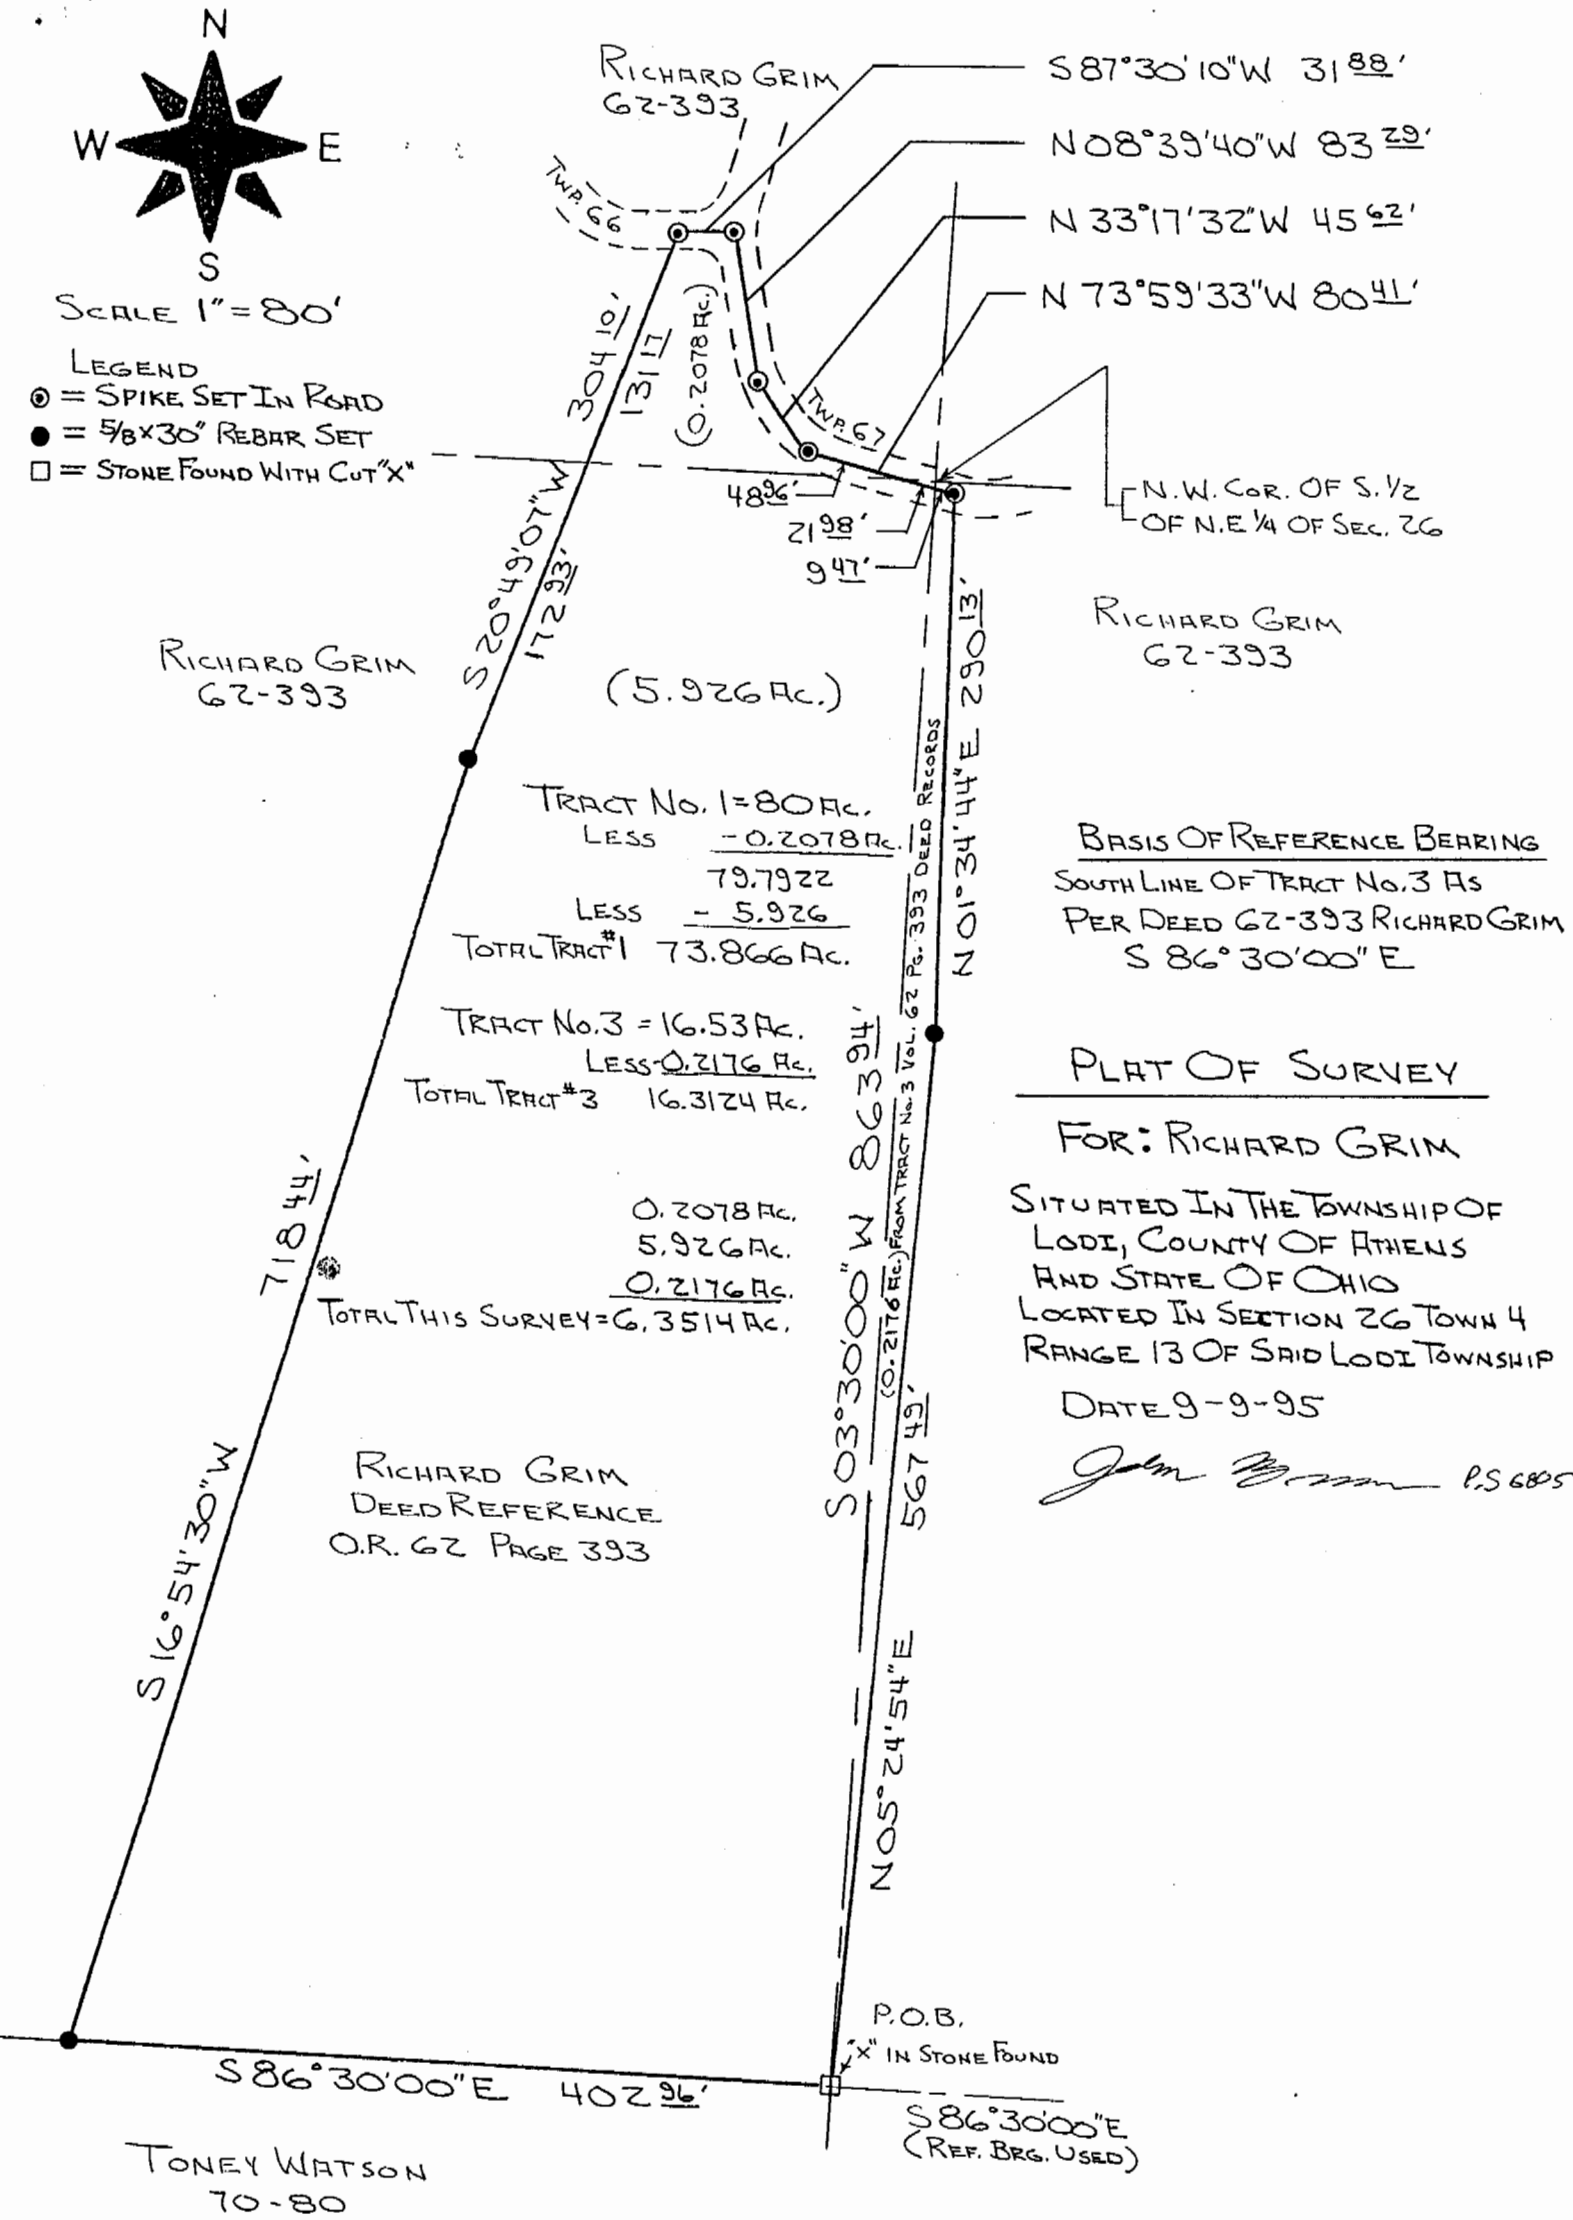 N
W E
S
SCALE 1" = 80'
LEGEND
= SPIKE SET IN ROAD
= 5/8 X 30" REBAR SET
= STONE FOUND WITH CUT "X"
RICHARD GRIM
62-393
S 87°30'10" W 31 88'
N 08°39'40" W 83 29'
N 33°17'32" W 45 62'
N 73°59'33" W 80 41'
TWP. 66
TWP. 67
304 10'
131 17
(0.2078 AC.)
S 20°49'07" W
172 93'
48 96'
21 98'
9 47'
N.W. COR. OF S. 1/2
OF N.E 1/4 OF SEC. 26
RICHARD GRIM
62-393
RICHARD GRIM
62-393
(5.926 AC.)
N 01°34'44" E 290 13'
TRACT NO. 1 = 80 AC.
LESS - 0.2078 AC.
79.7922
LESS - 5.926
TOTAL TRACT #1 73.866 AC.
TRACT NO. 3 = 16.53 AC.
LESS - 0.2176 AC.
TOTAL TRACT #3 16.3124 AC.
0.2078 AC.
5.926 AC.
0.2176 AC.
TOTAL THIS SURVEY = 6.3514 AC.
S 03°30'00" W 863 94'
(0.2176 AC.) FROM TRACT NO. 3 VOL. 62 PG. 393 DEED RECORDS
567 49'
N 05°24'54" E
718 44'
S 16°54'30" W
RICHARD GRIM
DEED REFERENCE
O.R. 62 PAGE 393
BASIS OF REFERENCE BEARING
SOUTH LINE OF TRACT NO. 3 AS
PER DEED 62-393 RICHARD GRIM
S 86°30'00" E
PLAT OF SURVEY
FOR: RICHARD GRIM
SITUATED IN THE TOWNSHIP OF
LODI, COUNTY OF ATHENS
AND STATE OF OHIO
LOCATED IN SECTION 26 TOWN 4
RANGE 13 OF SAID LODI TOWNSHIP
DATE 9-9-95
John P.S 6805
P.O.B.
"X" IN STONE FOUND
S 86°30'00" E 402 96'
S 86°30'00" E
(REF. BRG. USED)
TONEY WATSON
70-80